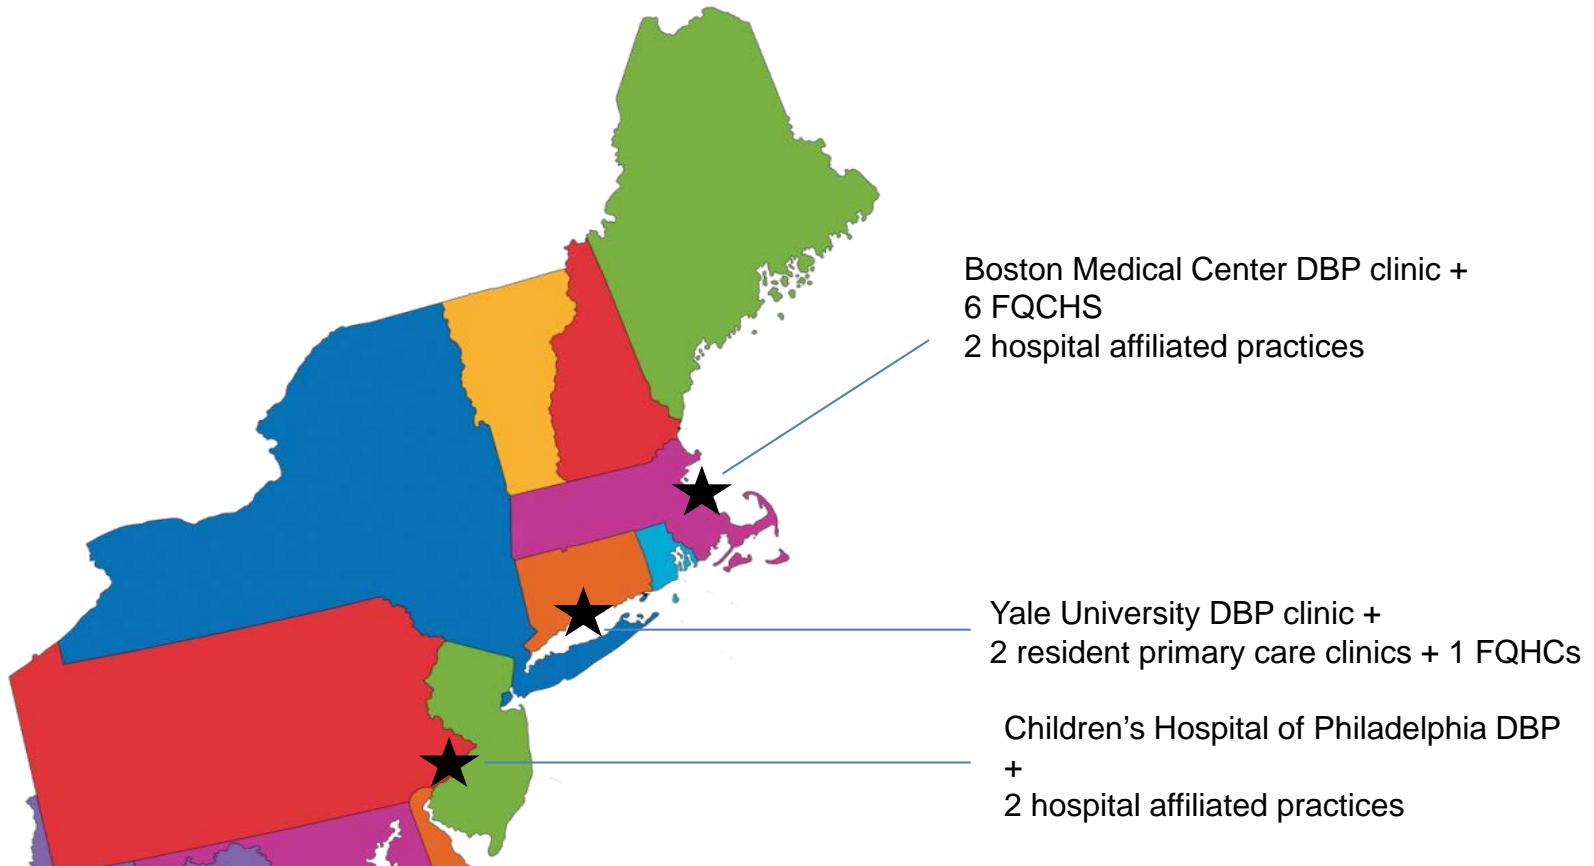 Boston Medical Center DBP clinic +
6 FQCHS
2 hospital affiliated practices
Yale University DBP clinic +
2 resident primary care clinics + 1 FQHCs
Children’s Hospital of Philadelphia DBP
+
2 hospital affiliated practices